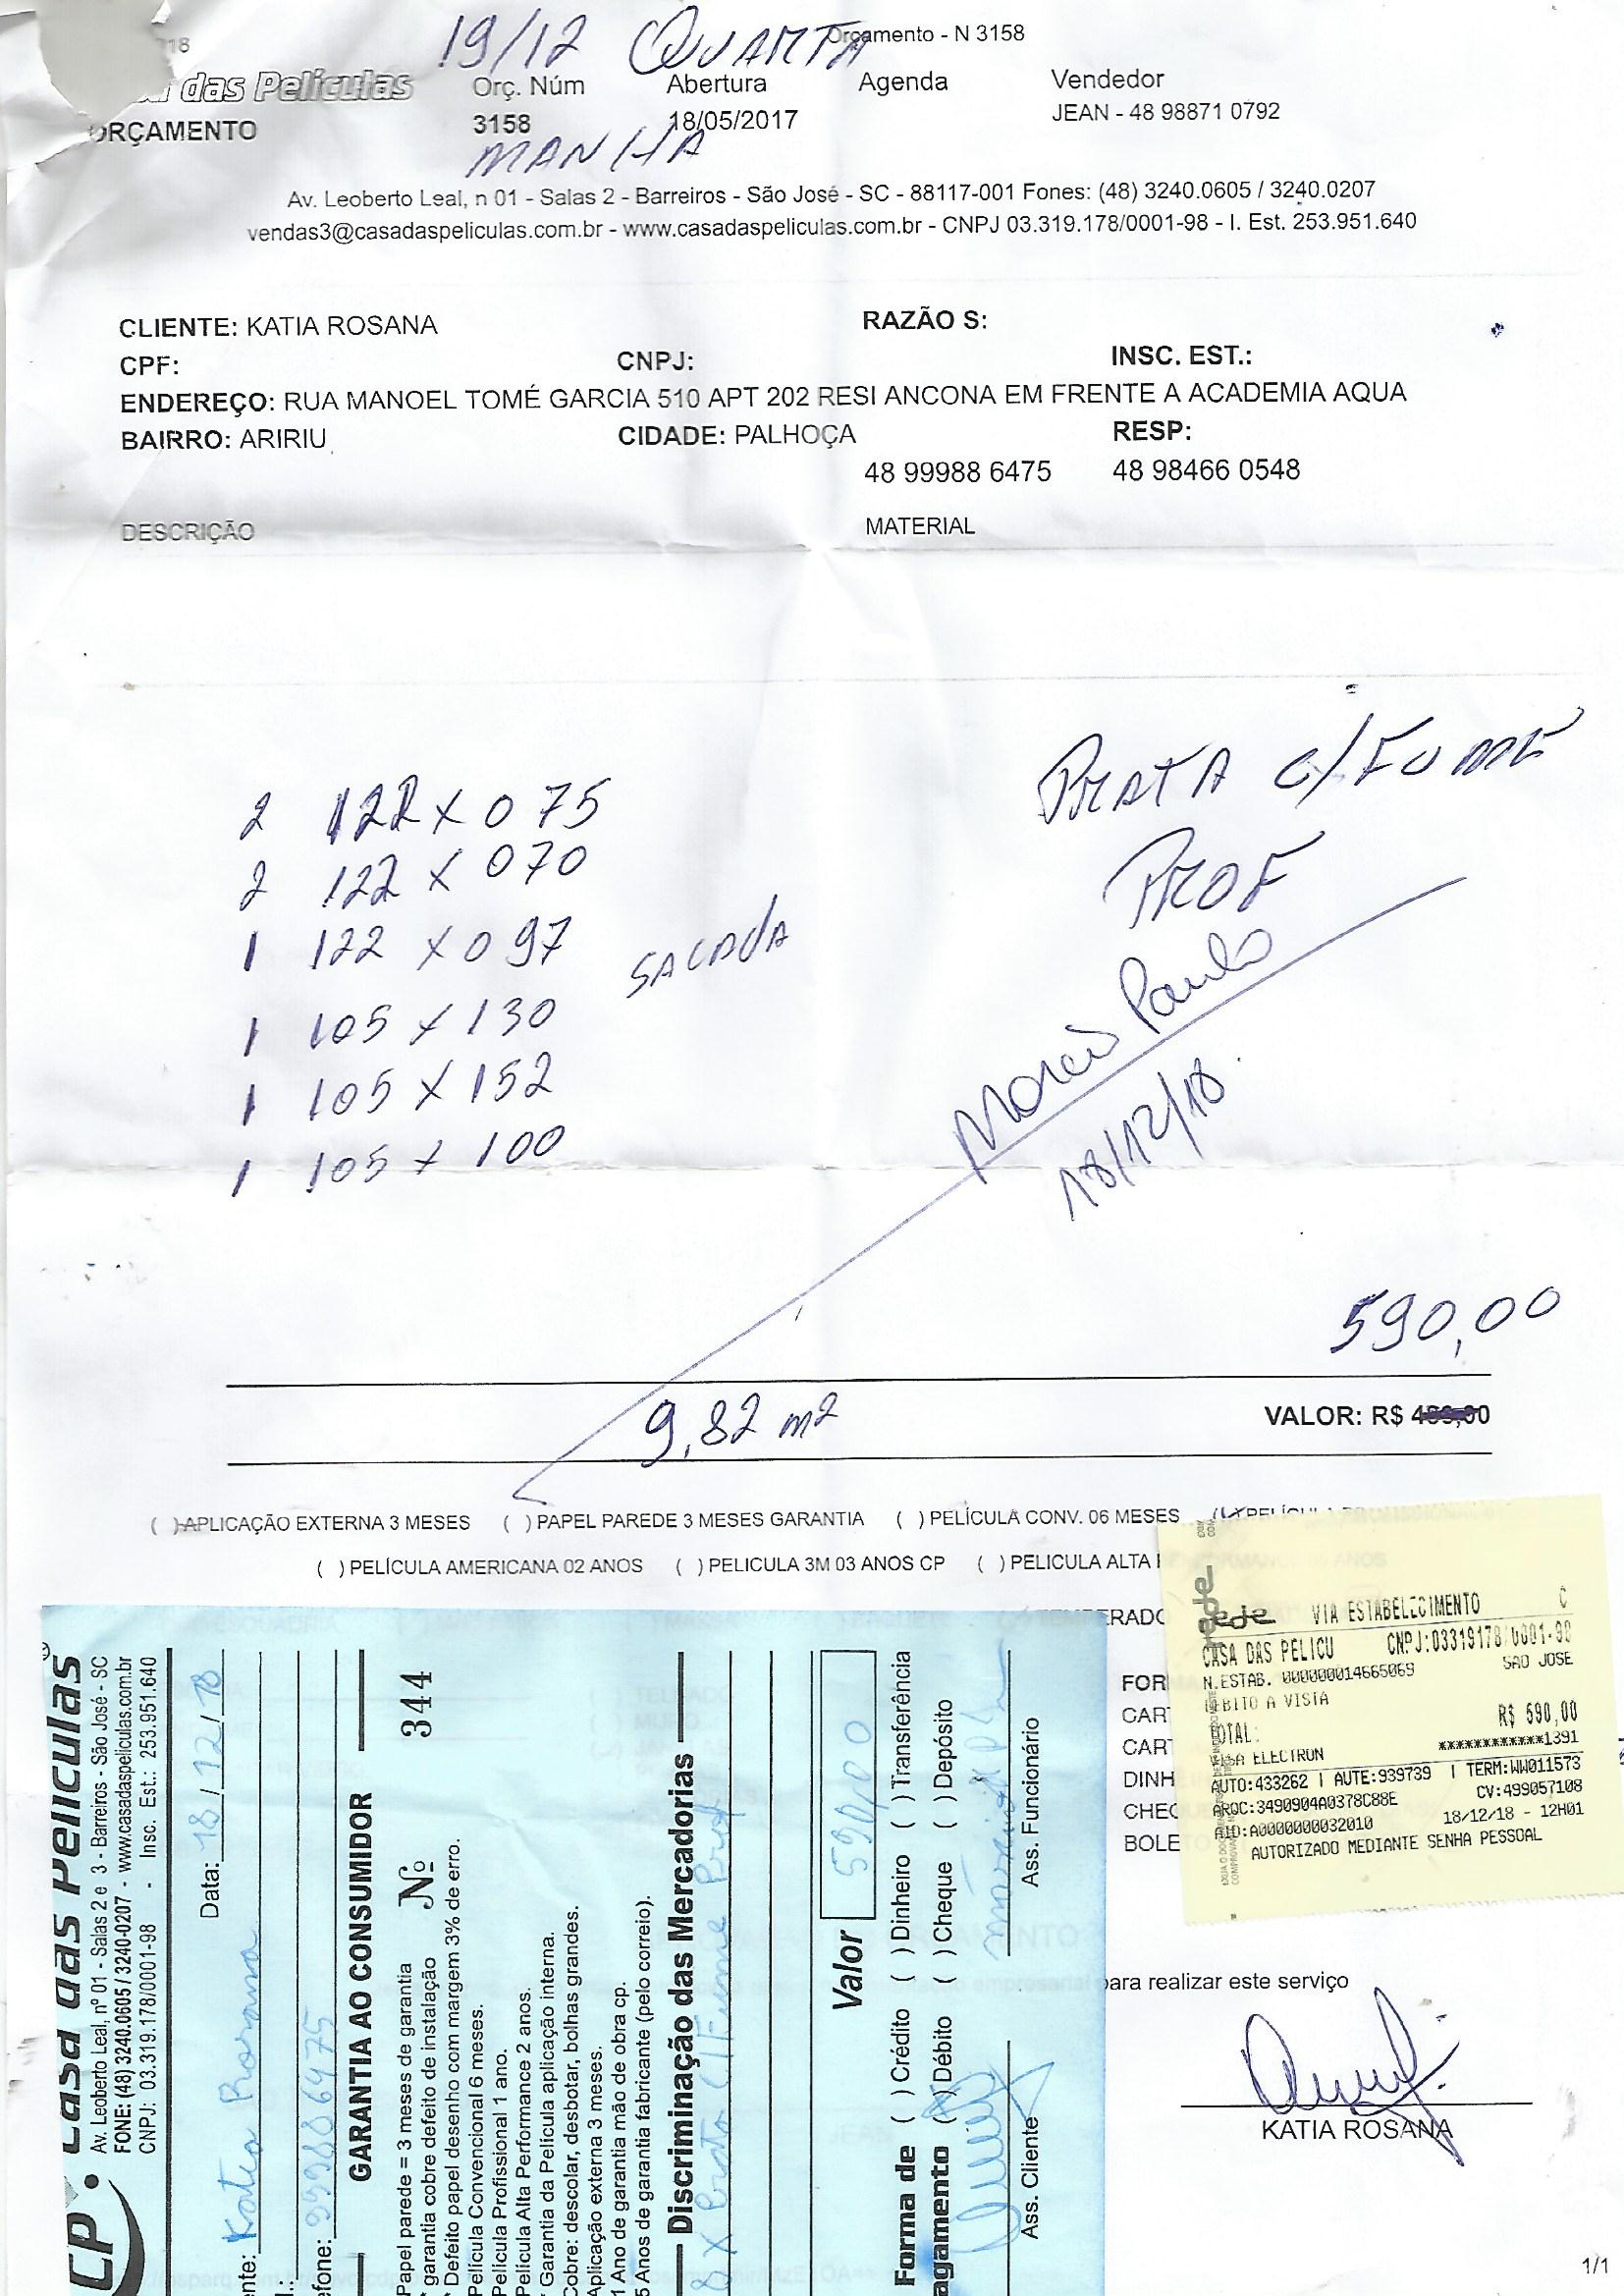 19/12 QUARTA
Orçamento - N 3158
das Películas
Orç. Núm Abertura Agenda Vendedor
ORÇAMENTO 3158 18/05/2017 JEAN - 48 98871 0792
MANHA
Av. Leoberto Leal, n 01 - Salas 2 - Barreiros - São José - SC - 88117-001 Fones: (48) 3240.0605 / 3240.0207
vendas3@casadaspeliculas.com.br - www.casadaspeliculas.com.br - CNPJ 03.319.178/0001-98 - I. Est. 253.951.640
CLIENTE: KATIA ROSANA RAZÃO S:
CPF: CNPJ: INSC. EST.:
ENDEREÇO: RUA MANOEL TOMÉ GARCIA 510 APT 202 RESI ANCONA EM FRENTE A ACADEMIA AQUA
BAIRRO: ARIRIU CIDADE: PALHOÇA RESP:
48 99988 6475 48 98466 0548
DESCRIÇÃO MATERIAL
PRATA C/FUME
PROF
2 122 x 075
2 122 x 070
1 122 x 097 SACADA
1 105 x 130
1 105 x 152
1 105 x 100
Paulo
18/12/18.
590,00
9,82 m2 VALOR: R$
( ) APLICAÇÃO EXTERNA 3 MESES ( ) PAPEL PAREDE 3 MESES GARANTIA ( ) PELÍCULA CONV. 06 MESES
( ) PELÍCULA AMERICANA 02 ANOS ( ) PELICULA 3M 03 ANOS CP ( ) PELICULA ALTA
CP. Casa das Películas
Av. Leoberto Leal, nº 01 - Salas 2 e 3 - Barreiros - São José - SC
FONE: (48) 3240.0605 / 3240-0207 - www.casadaspeliculas.com.br
CNPJ: 03.319.178/0001-98 - Insc. Est.: 253.951.640
Data: 18/12/18
Katia Rosana
99988 6475
GARANTIA AO CONSUMIDOR
Nº 344
Papel parede = 3 meses de garantia
* garantia cobre defeito de instalação
* Defeito papel desenho com margem 3% de erro.
Película Convencional 6 meses.
Película Profissional 1 ano.
Película Alta Performance 2 anos.
* Garantia da Película aplicação interna.
Cobre: descolar, desbotar, bolhas grandes.
Aplicação externa 3 meses.
1 Ano de garantia mão de obra cp.
5 Anos de garantia fabricante (pelo correio).
Discriminação das Mercadorias
8 x Prata C/Fume Prof
Valor 590,00
Forma de ( ) Crédito ( ) Dinheiro ( ) Transferência
agamento (X) Débito ( ) Cheque ( ) Depósito
Ass. Cliente Ass. Funcionário
VIA ESTABELECIMENTO C
CASA DAS PELICU CNPJ:03319178/0001-98
N.ESTAB. 000000014665069 SAO JOSE
DEBITO A VISTA
TOTAL: R$ 590,00
VISA ELECTRON ************1391
AUTO:433262 | AUTE:939739 | TERM:WW011573
ARQC:3490904A0378C88E CV:499057108
AID:A0000000032010 18/12/18 - 12H01
AUTORIZADO MEDIANTE SENHA PESSOAL
para realizar este serviço
KATIA ROSANA
1/1